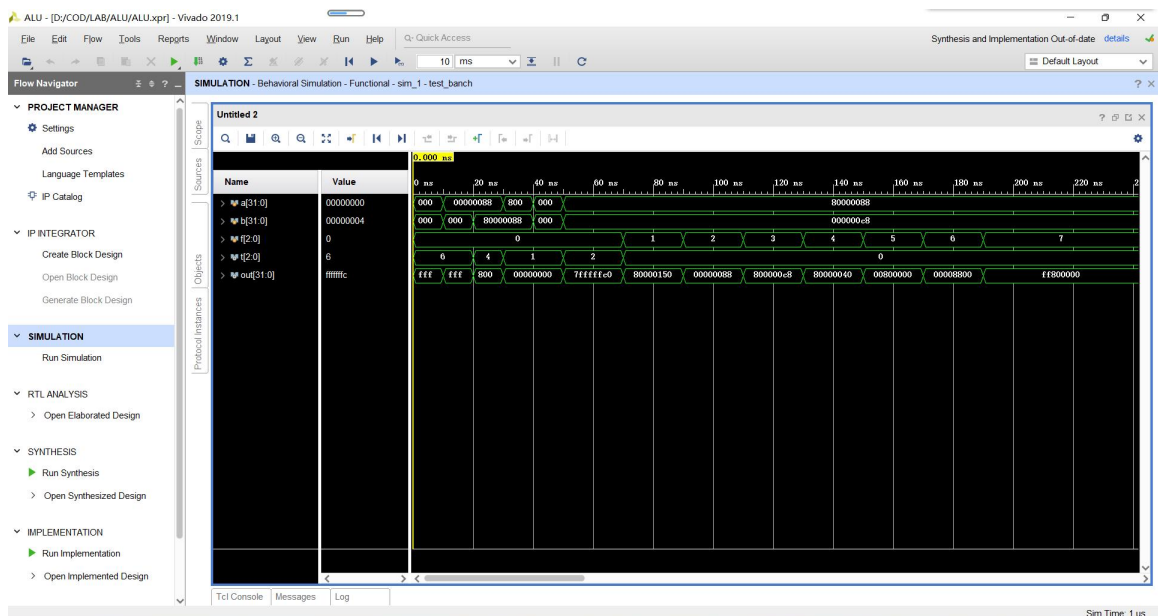 ALU - [D:/COD/LAB/ALU/ALU.xpr] - Vivado 2019.1
File Edit Flow Tools Reports Window Layout View Run Help Q- Quick Access
Synthesis and Implementation Out-of-date details
10 ms
Default Layout
Flow Navigator
SIMULATION - Behavioral Simulation - Functional - sim_1 - test_banch
PROJECT MANAGER
Settings
Add Sources
Language Templates
IP Catalog
IP INTEGRATOR
Create Block Design
Open Block Design
Generate Block Design
SIMULATION
Run Simulation
RTL ANALYSIS
Open Elaborated Design
SYNTHESIS
Run Synthesis
Open Synthesized Design
IMPLEMENTATION
Run Implementation
Open Implemented Design
Scope
Sources
Objects
Protocol Instances
Untitled 2
0.000 ns
Name Value 0 ns 20 ns 40 ns 60 ns 80 ns 100 ns 120 ns 140 ns 160 ns 180 ns 200 ns 220 ns 2
a[31:0] 00000000 000 00000088 800 000 80000088
b[31:0] 00000004 000 000 80000088 000 000000c8
f[2:0] 0 0 1 2 3 4 5 6 7
t[2:0] 6 6 4 1 2 0
out[31:0] fffffffc fff fff 800 00000000 7fffffc0 80000150 00000088 800000c8 80000040 00800000 00008800 ff800000
Tcl Console Messages Log
Sim Time: 1 us